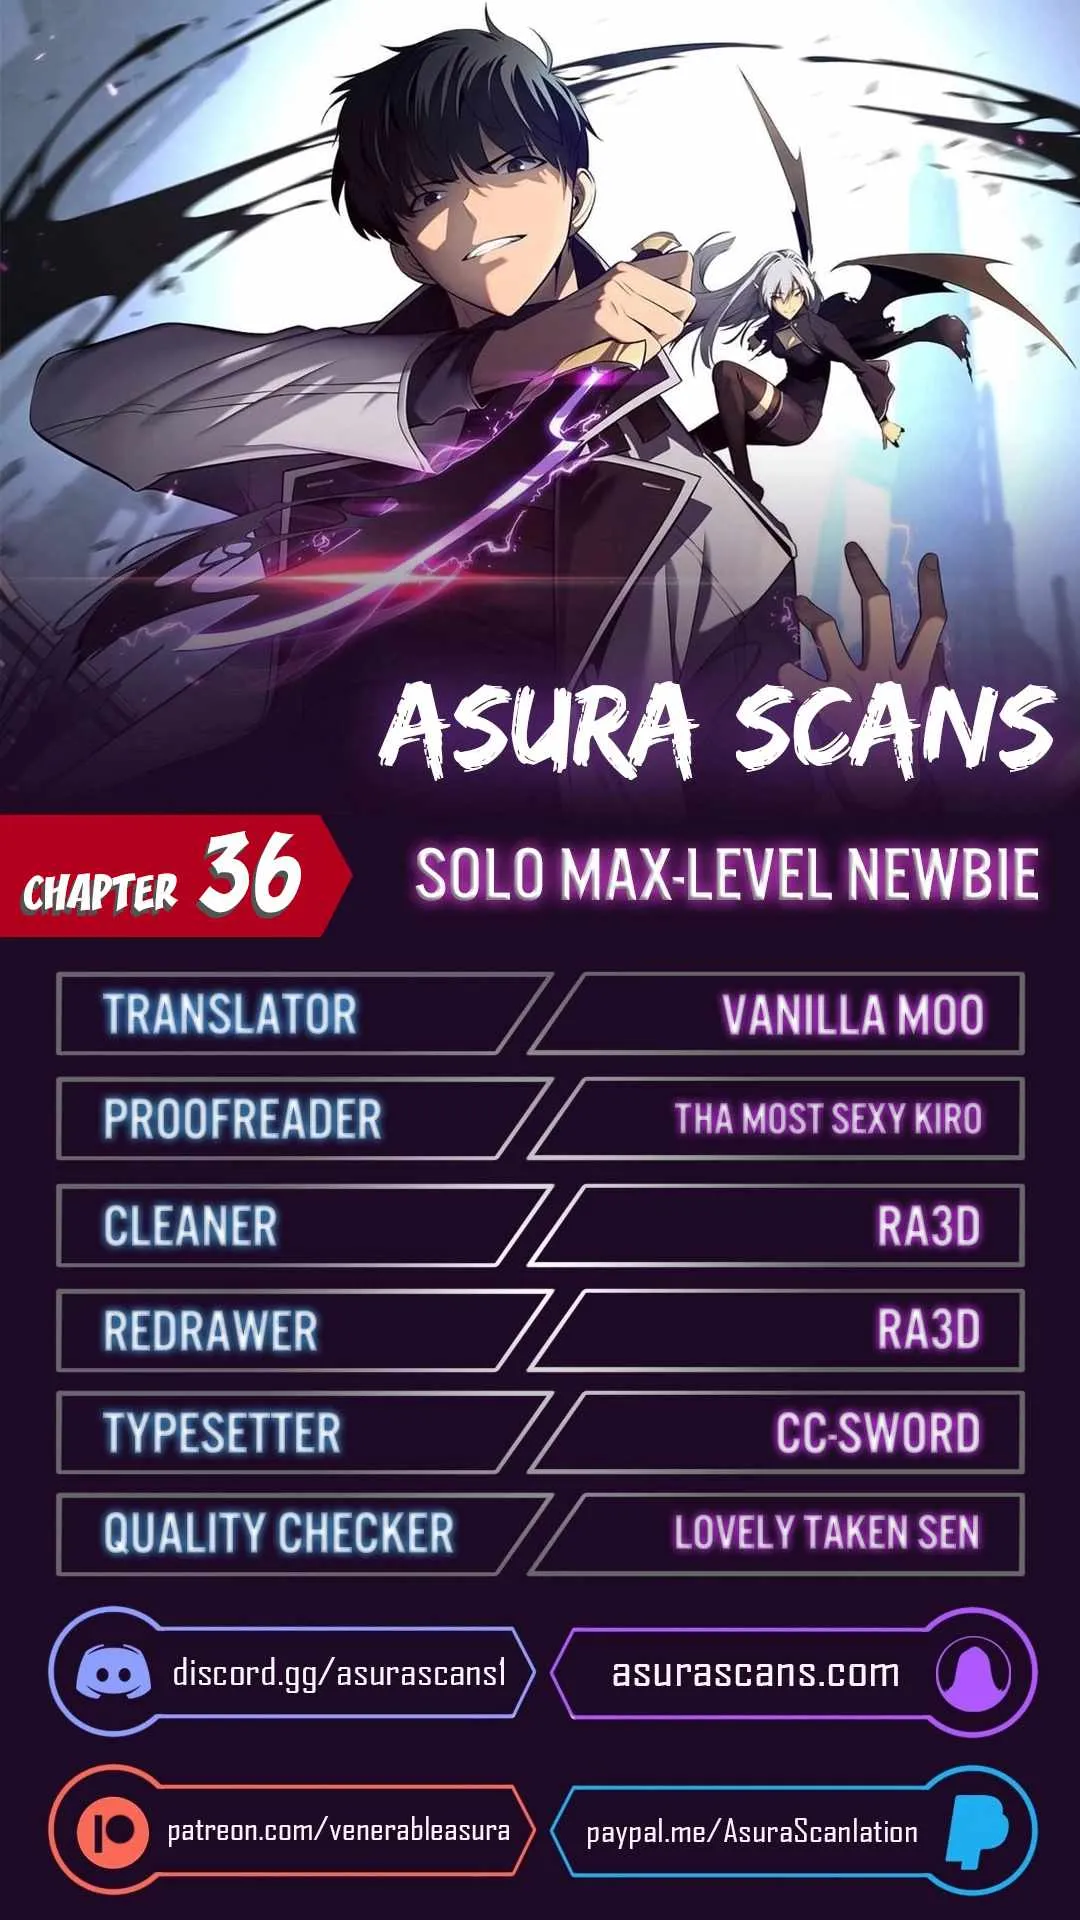 ASURA SCANS
CHAPTER 36
SOLO MAX-LEVEL NEWBIE
TRANSLATOR VANILLA MOO
PROOFREADER THA MOST SEXY KIRO
CLEANER RA3D
REDRAWER RA3D
TYPESETTER CC-SWORD
QUALITY CHECKER LOVELY TAKEN SEN
discord.gg/asurascans1
asurascans.com
patreon.com/venerableasura
paypal.me/AsuraScanlation